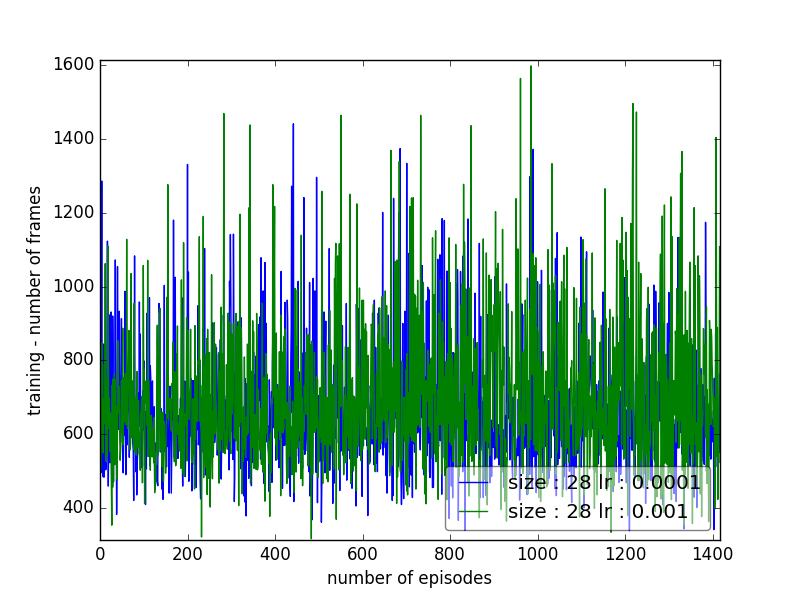 1600
1400
1200
1000
800
600
400
training - number of frames
size : 28 lr : 0.0001
size : 28 lr : 0.001
0 200 400 600 800 1000 1200 1400
number of episodes